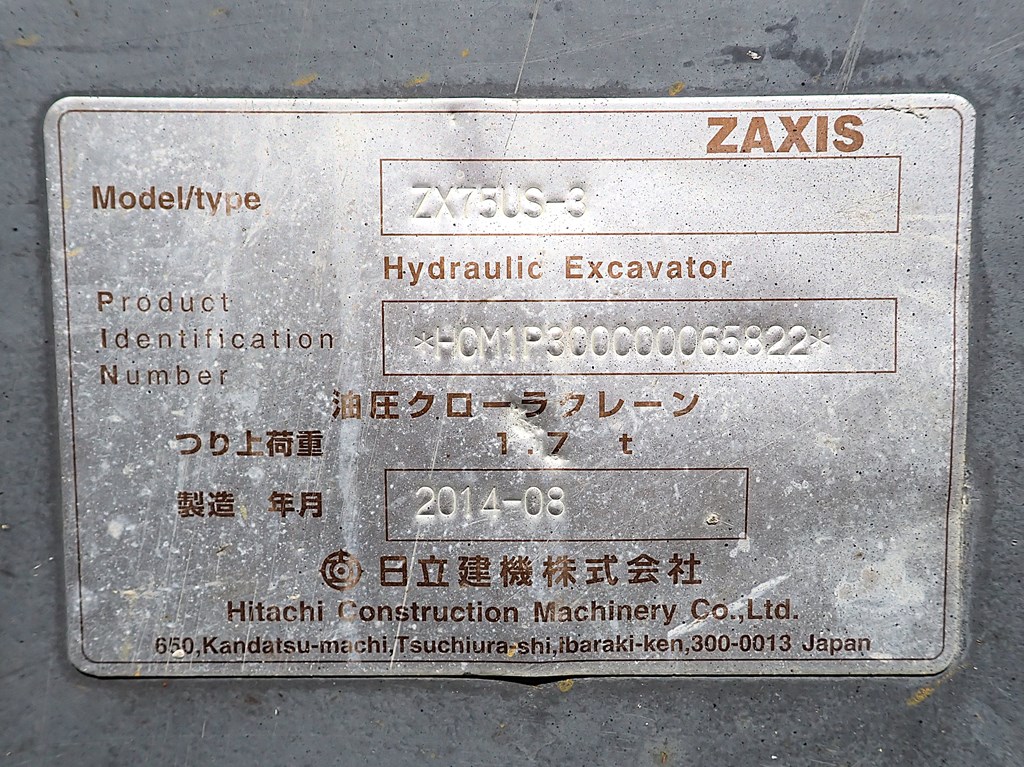 ZAXIS
Model/type ZX75US-3
Hydraulic Excavator
Product
Identification *HCM1P300C00065822*
Number
油圧クローラクレーン
つり上荷重 1.7 t
製造 年月 2014-08
日立建機株式会社
Hitachi Construction Machinery Co.,Ltd.
650,Kandatsu-machi,Tsuchiura-shi,Ibaraki-ken,300-0013 Japan